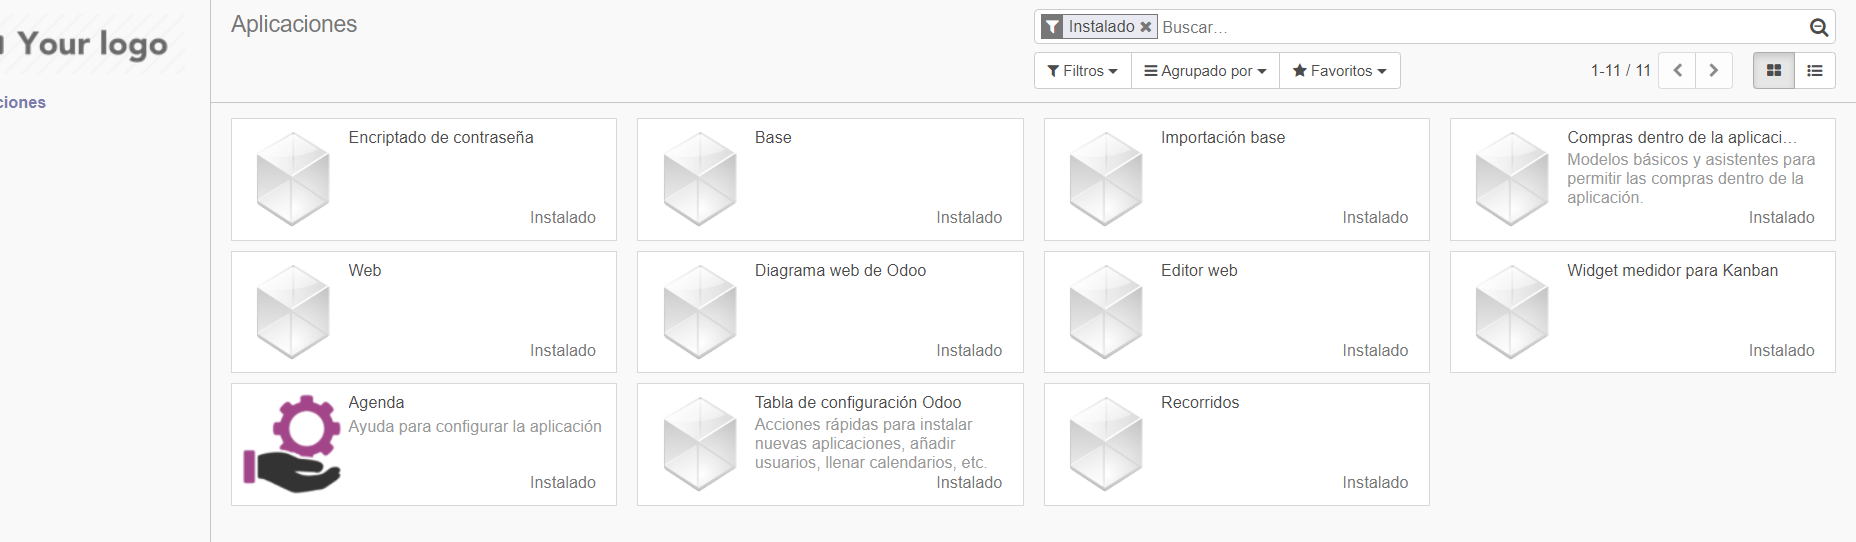 Your logo
ciones
Aplicaciones
Instalado
Buscar...
Filtros
Agrupado por
Favoritos
1-11 / 11
Encriptado de contraseña
Instalado
Base
Instalado
Importación base
Instalado
Compras dentro de la aplicaci...
Modelos básicos y asistentes para
permitir las compras dentro de la
aplicación.
Instalado
Web
Instalado
Diagrama web de Odoo
Instalado
Editor web
Instalado
Widget medidor para Kanban
Instalado
Agenda
Ayuda para configurar la aplicación
Instalado
Tabla de configuración Odoo
Acciones rápidas para instalar
nuevas aplicaciones, añadir
usuarios, llenar calendarios, etc.
Instalado
Recorridos
Instalado